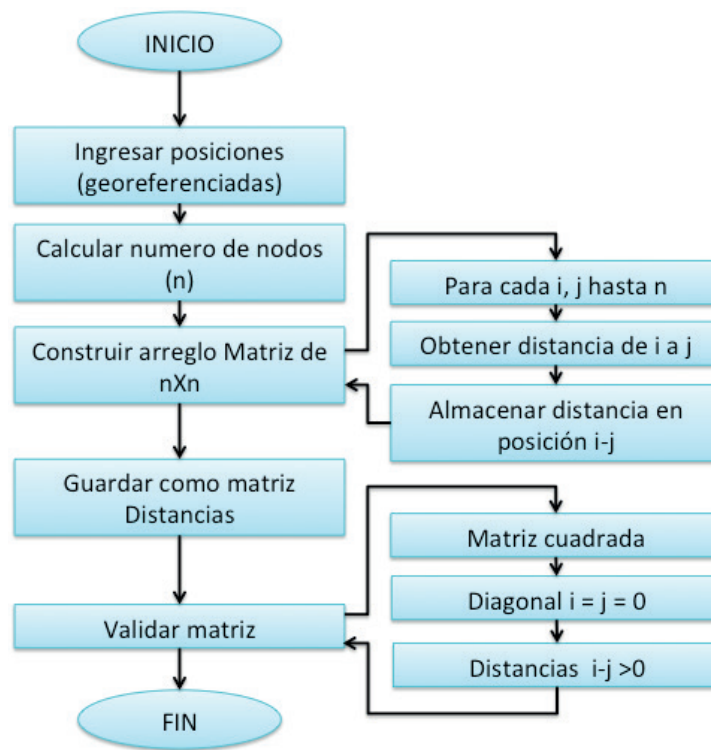 INICIO
Ingresar posiciones
(georeferenciadas)
Calcular numero de nodos
(n)
Construir arreglo Matriz de
nXn
Para cada i, j hasta n
Obtener distancia de i a j
Almacenar distancia en
posición i-j
Guardar como matriz
Distancias
Validar matriz
Matriz cuadrada
Diagonal i = j = 0
Distancias i-j >0
FIN